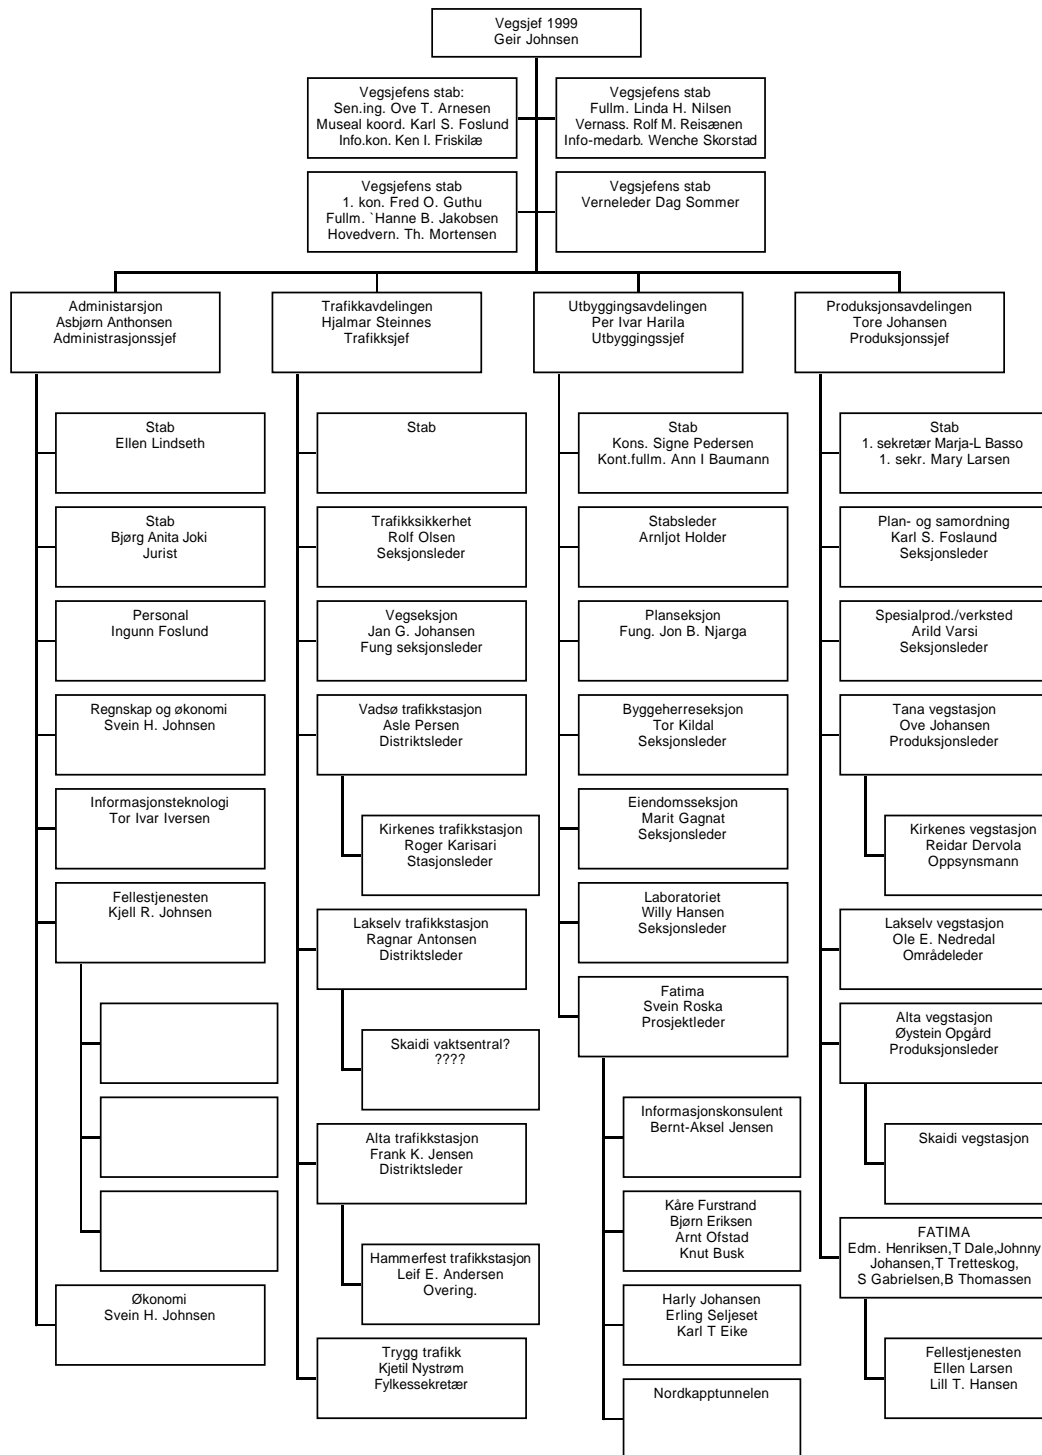 Vegsjef 1999
Geir Johnsen
Vegsjefens stab:
Sen.ing. Ove T. Arnesen
Museal koord. Karl S. Foslund
Info.kon. Ken I. Friskilæ
Vegsjefens stab
Fullm. Linda H. Nilsen
Vernass. Rolf M. Reisænen
Info-medarb. Wenche Skorstad
Vegsjefens stab
1. kon. Fred O. Guthu
Fullm. `Hanne B. Jakobsen
Hovedvern. Th. Mortensen
Vegsjefens stab
Verneleder Dag Sommer
Administarsjon
Asbjørn Anthonsen
Administrasjonssjef
Stab
Ellen Lindseth
Stab
Bjørg Anita Joki
Jurist
Personal
Ingunn Foslund
Regnskap og økonomi
Svein H. Johnsen
Informasjonsteknologi
Tor Ivar Iversen
Fellestjenesten
Kjell R. Johnsen
Økonomi
Svein H. Johnsen
Trafikkavdelingen
Hjalmar Steinnes
Trafikksjef
Stab
Trafikksikkerhet
Rolf Olsen
Seksjonsleder
Vegseksjon
Jan G. Johansen
Fung seksjonsleder
Vadsø trafikkstasjon
Asle Persen
Distriktsleder
Kirkenes trafikkstasjon
Roger Karisari
Stasjonsleder
Lakselv trafikkstasjon
Ragnar Antonsen
Distriktsleder
Skaidi vaktsentral?
????
Alta trafikkstasjon
Frank K. Jensen
Distriktsleder
Hammerfest trafikkstasjon
Leif E. Andersen
Overing.
Trygg trafikk
Kjetil Nystrøm
Fylkessekretær
Utbyggingsavdelingen
Per Ivar Harila
Utbyggingssjef
Stab
Kons. Signe Pedersen
Kont.fullm. Ann I Baumann
Stabsleder
Arnljot Holder
Planseksjon
Fung. Jon B. Njarga
Byggeherreseksjon
Tor Kildal
Seksjonsleder
Eiendomsseksjon
Marit Gagnat
Seksjonsleder
Laboratoriet
Willy Hansen
Seksjonsleder
Fatima
Svein Roska
Prosjektleder
Informasjonskonsulent
Bernt-Aksel Jensen
Kåre Furstrand
Bjørn Eriksen
Arnt Ofstad
Knut Busk
Harly Johansen
Erling Seljeset
Karl T Eike
Nordkapptunnelen
Produksjonsavdelingen
Tore Johansen
Produksjonssjef
Stab
1. sekretær Marja-L Basso
1. sekr. Mary Larsen
Plan- og samordning
Karl S. Foslaund
Seksjonsleder
Spesialprod./verksted
Arild Varsi
Seksjonsleder
Tana vegstasjon
Ove Johansen
Produksjonsleder
Kirkenes vegstasjon
Reidar Dervola
Oppsynsmann
Lakselv vegstasjon
Ole E. Nedredal
Områdeleder
Alta vegstasjon
Øystein Opgård
Produksjonsleder
Skaidi vegstasjon
FATIMA
Edm. Henriksen,T Dale,Johnny
Johansen,T Tretteskog,
S Gabrielsen,B Thomassen
Fellestjenesten
Ellen Larsen
Lill T. Hansen